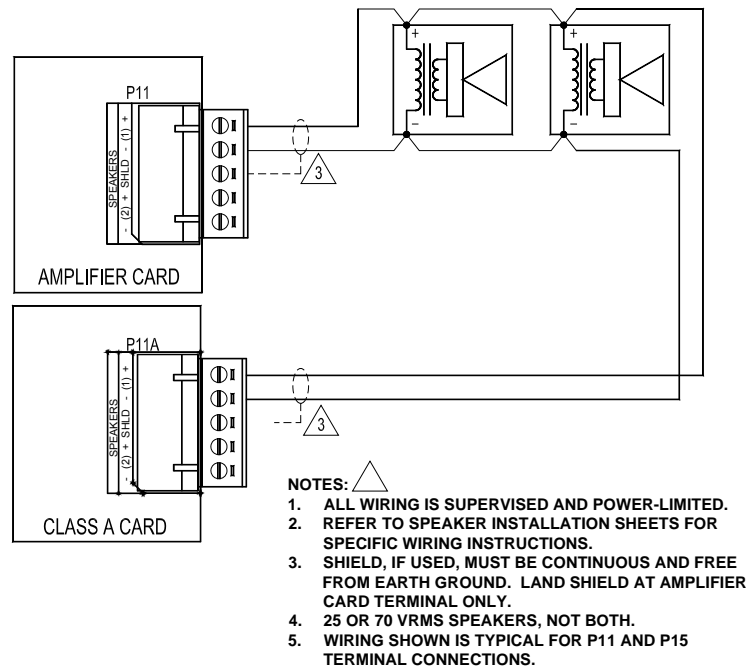 P11
SPEAKERS
- (2) + SHLD - (1) +
+
-
+
-
3
AMPLIFIER CARD
P11A
SPEAKERS
- (2) + SHLD - (1) +
3
CLASS A CARD
NOTES:
1. ALL WIRING IS SUPERVISED AND POWER-LIMITED.
2. REFER TO SPEAKER INSTALLATION SHEETS FOR
SPECIFIC WIRING INSTRUCTIONS.
3. SHIELD, IF USED, MUST BE CONTINUOUS AND FREE
FROM EARTH GROUND. LAND SHIELD AT AMPLIFIER
CARD TERMINAL ONLY.
4. 25 OR 70 VRMS SPEAKERS, NOT BOTH.
5. WIRING SHOWN IS TYPICAL FOR P11 AND P15
TERMINAL CONNECTIONS.